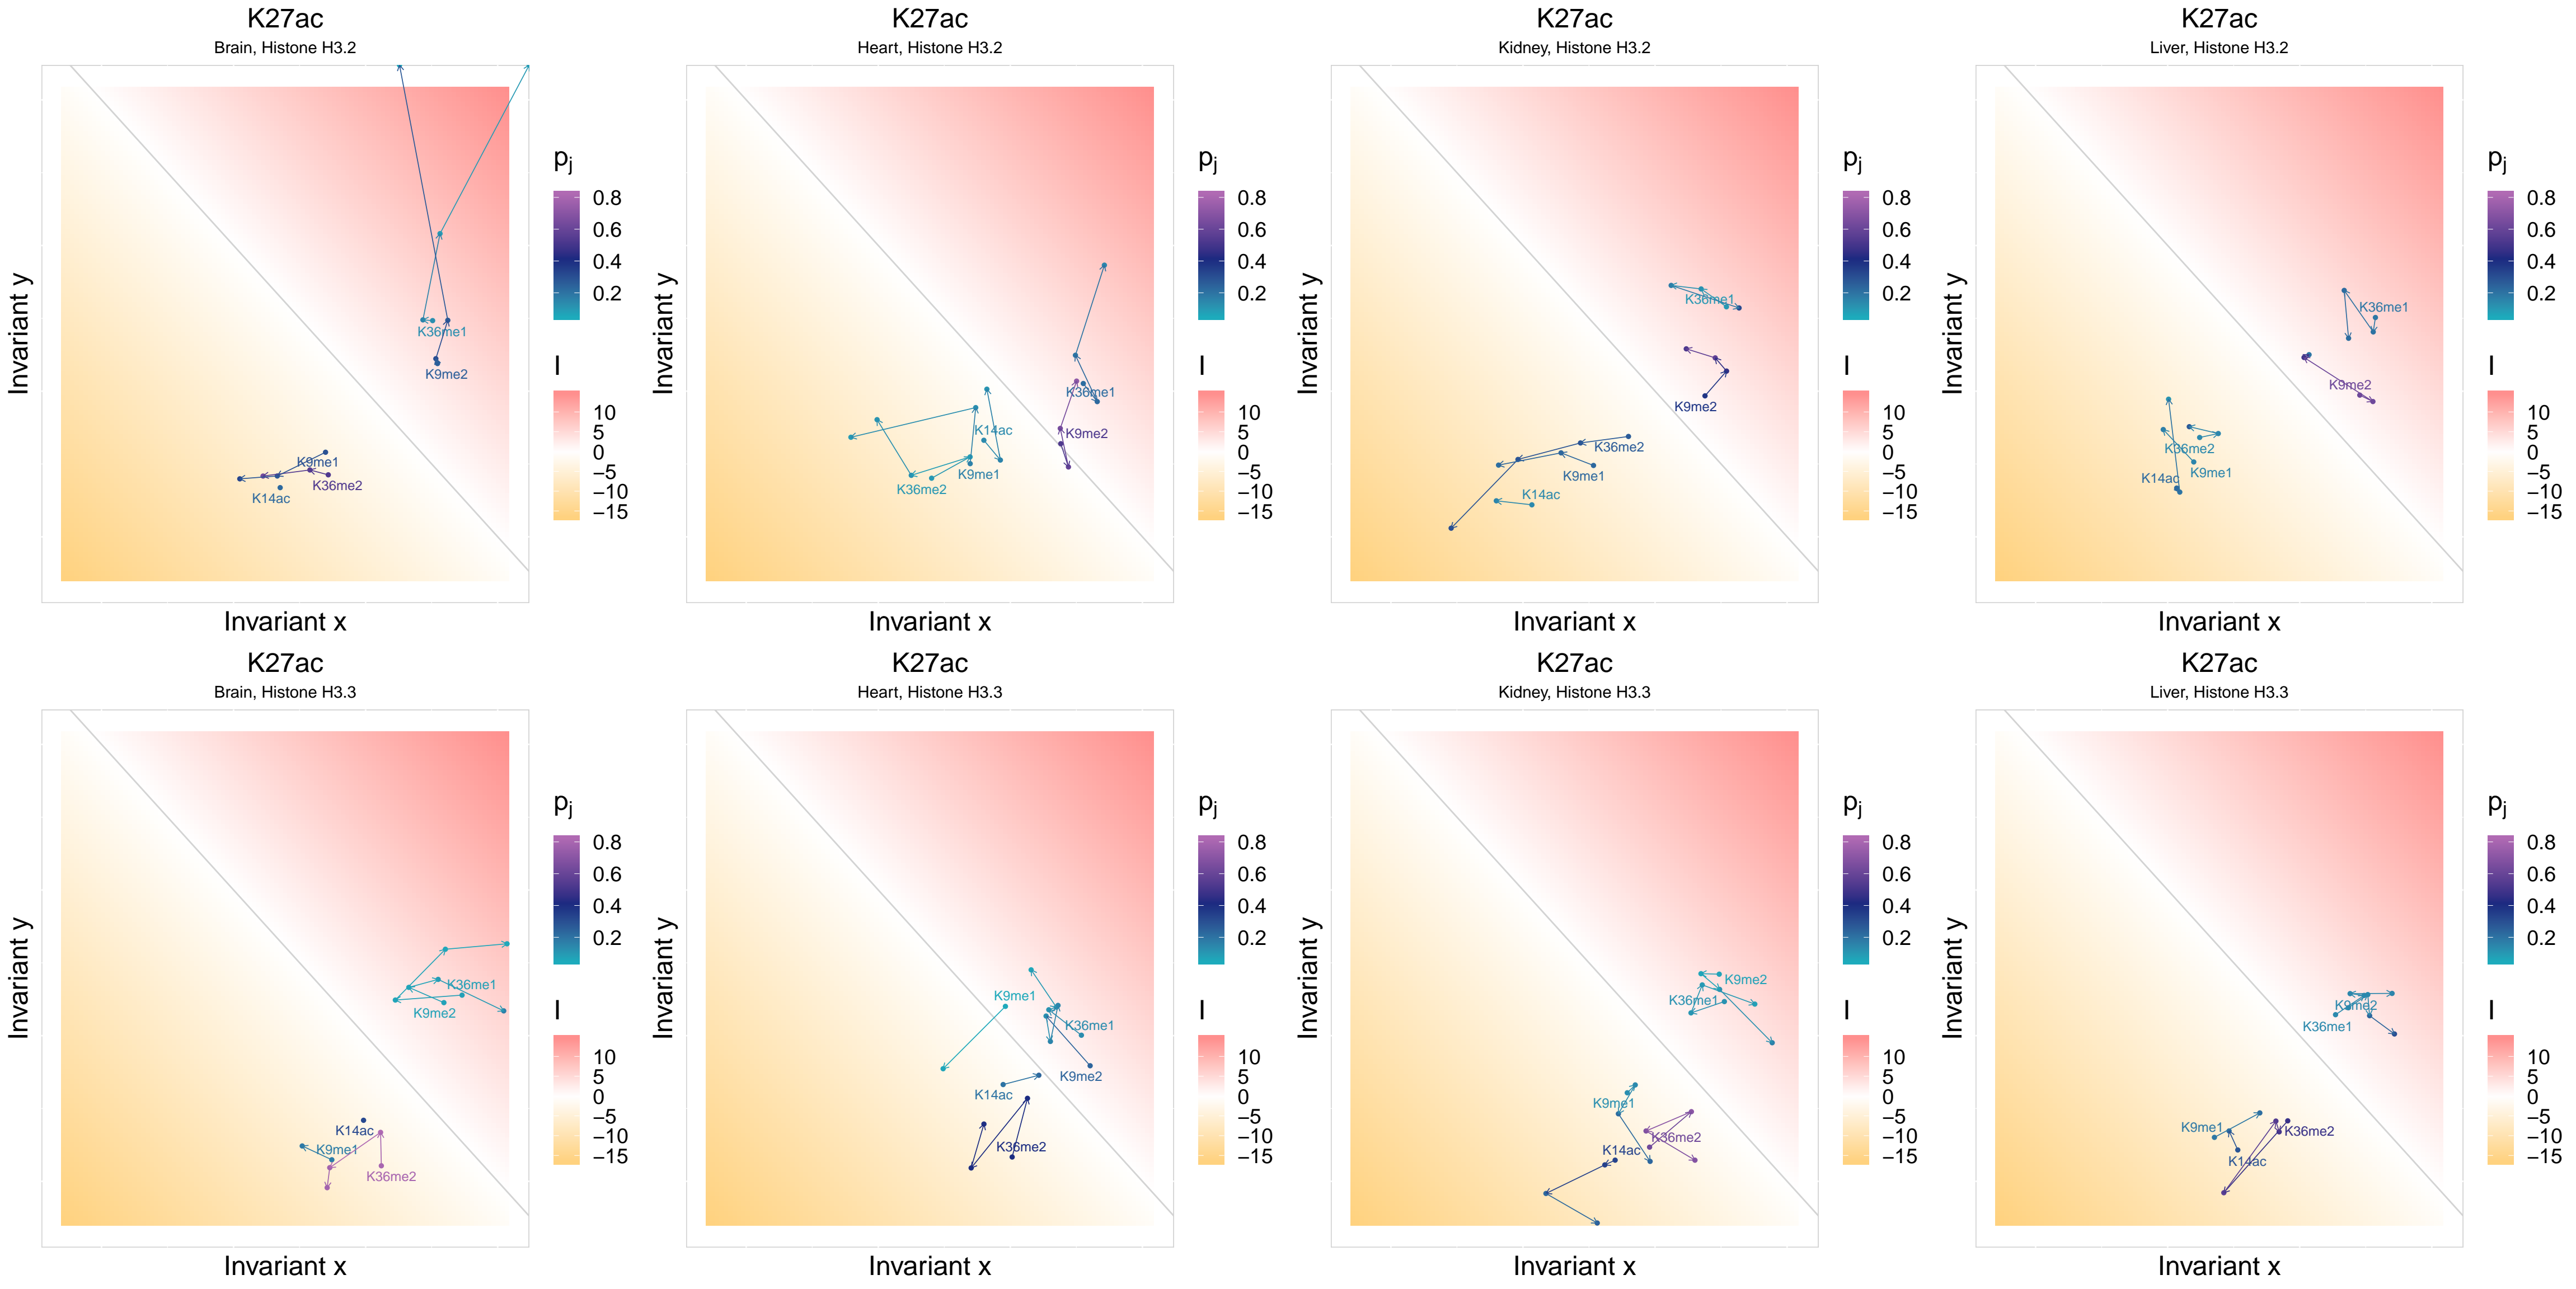 K27ac
Brain, Histone H3.2
Invariant y
K36me1
K9me2
K9me1
K36me2
K14ac
Invariant x
pj
0.8
0.6
0.4
0.2
I
10
5
0
−5
−10
−15
K27ac
Heart, Histone H3.2
Invariant y
K36me1
K14ac
K9me2
K9me1
K36me2
Invariant x
pj
0.8
0.6
0.4
0.2
I
10
5
0
−5
−10
−15
K27ac
Kidney, Histone H3.2
Invariant y
K36me1
K9me2
K36me2
K9me1
K14ac
Invariant x
pj
0.8
0.6
0.4
0.2
I
10
5
0
−5
−10
−15
K27ac
Liver, Histone H3.2
Invariant y
K36me1
K9me2
K36me2
K9me1
K14ac
Invariant x
pj
0.8
0.6
0.4
0.2
I
10
5
0
−5
−10
−15
K27ac
Brain, Histone H3.3
Invariant y
K36me1
K9me2
K14ac
K9me1
K36me2
Invariant x
pj
0.8
0.6
0.4
0.2
I
10
5
0
−5
−10
−15
K27ac
Heart, Histone H3.3
Invariant y
K9me1
K36me1
K9me2
K14ac
K36me2
Invariant x
pj
0.8
0.6
0.4
0.2
I
10
5
0
−5
−10
−15
K27ac
Kidney, Histone H3.3
Invariant y
K9me2
K36me1
K9me1
K36me2
K14ac
Invariant x
pj
0.8
0.6
0.4
0.2
I
10
5
0
−5
−10
−15
K27ac
Liver, Histone H3.3
Invariant y
K9me2
K36me1
K9me1
K36me2
K14ac
Invariant x
pj
0.8
0.6
0.4
0.2
I
10
5
0
−5
−10
−15